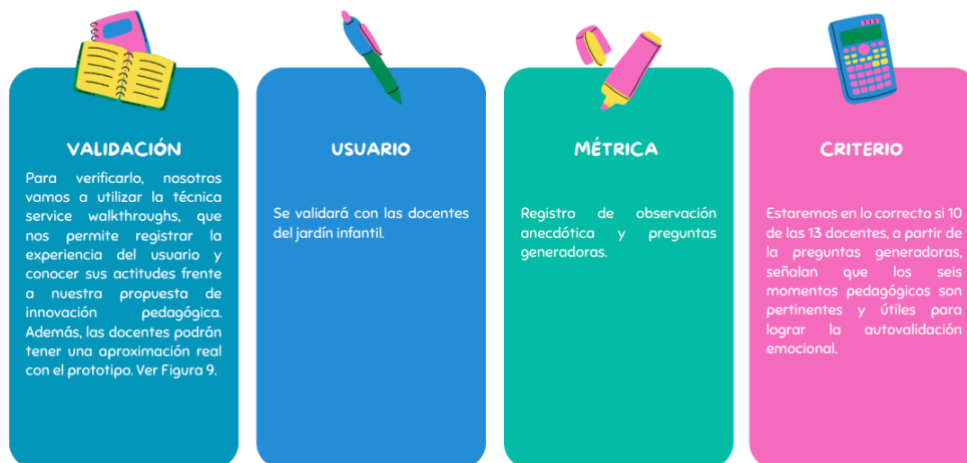 VALIDACIÓN
Para verificarlo, nosotros
vamos a utilizar la técnica
service walkthroughs, que
nos permite registrar la
experiencia del usuario y
conocer sus actitudes frente
a nuestra propuesta de
innovación pedagógica.
Además, las docentes podrán
tener una aproximación real
con el prototipo. Ver Figura 9.
USUARIO
Se validará con las docentes
del jardín infantil.
MÉTRICA
Registro de observación
anecdótica y preguntas
generadoras.
CRITERIO
Estaremos en lo correcto si 10
de las 13 docentes, a partir de
la preguntas generadoras,
señalan que los seis
momentos pedagógicos son
pertinentes y útiles para
lograr la autovalidación
emocional.